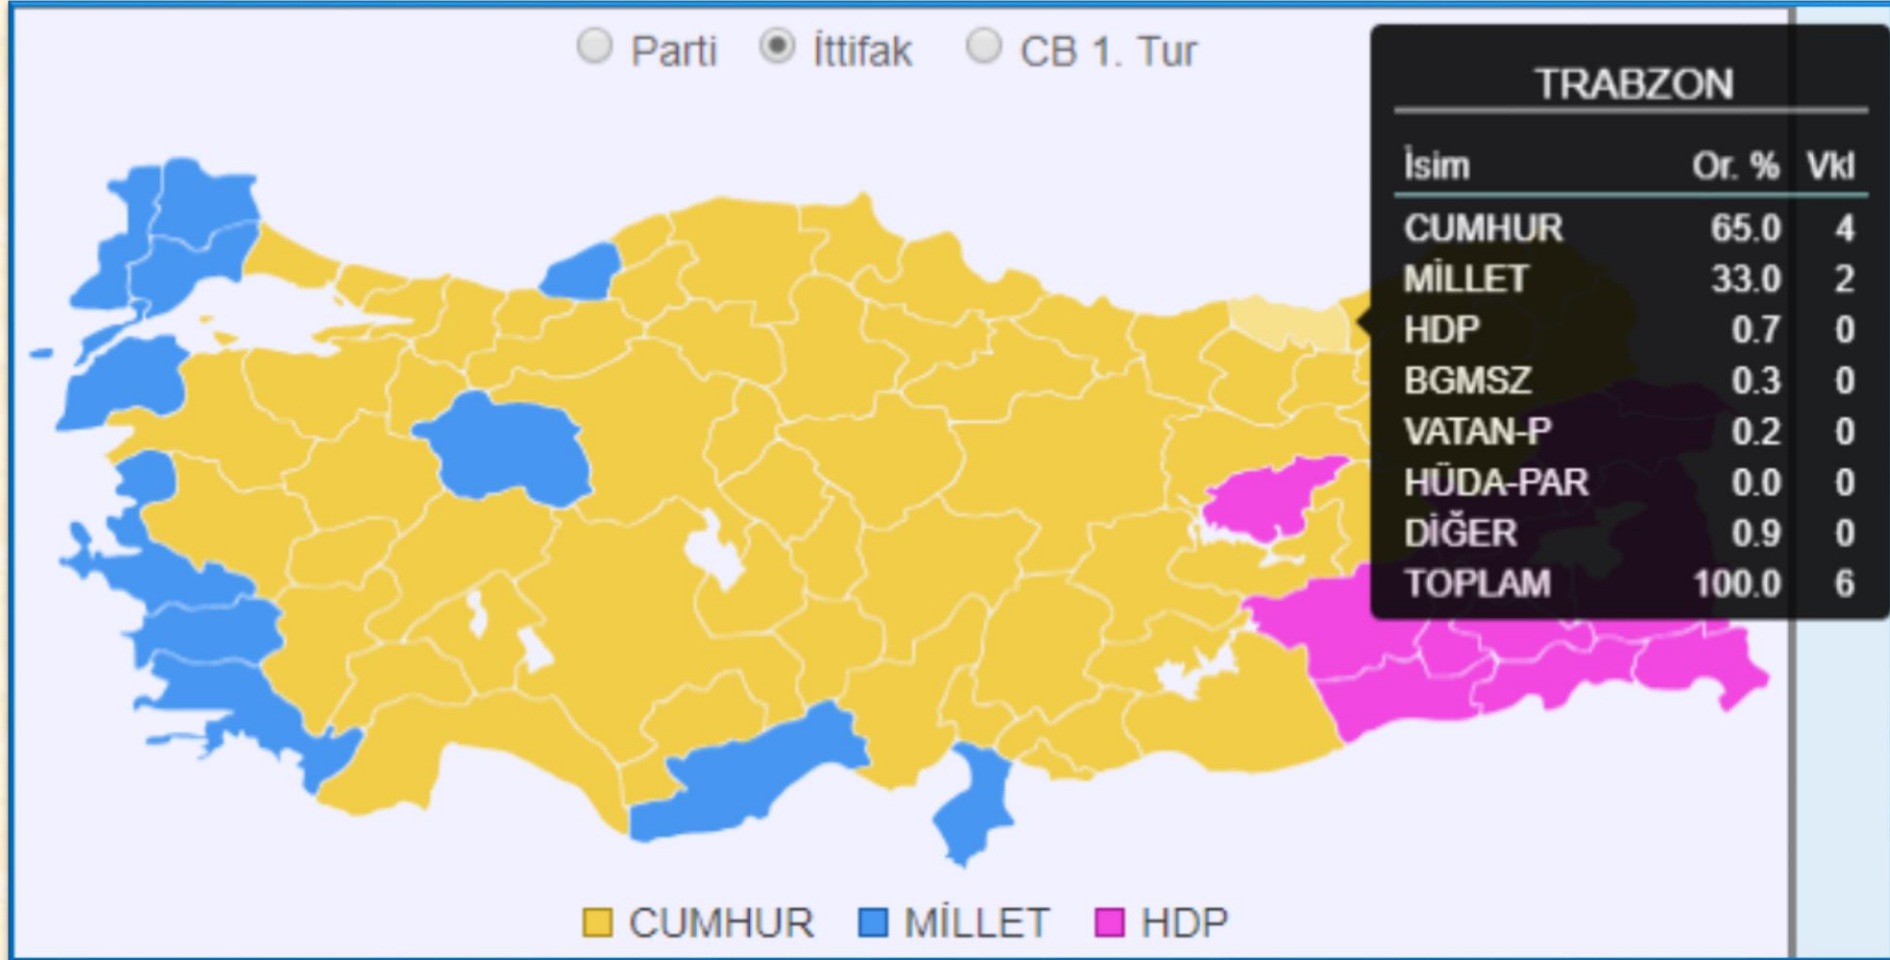 Parti İttifak CB 1. Tur
TRABZON
İsim Or. % Vkl
CUMHUR 65.0 4
MİLLET 33.0 2
HDP 0.7 0
BGMSZ 0.3 0
VATAN-P 0.2 0
HÜDA-PAR 0.0 0
DİĞER 0.9 0
TOPLAM 100.0 6
CUMHUR MİLLET HDP